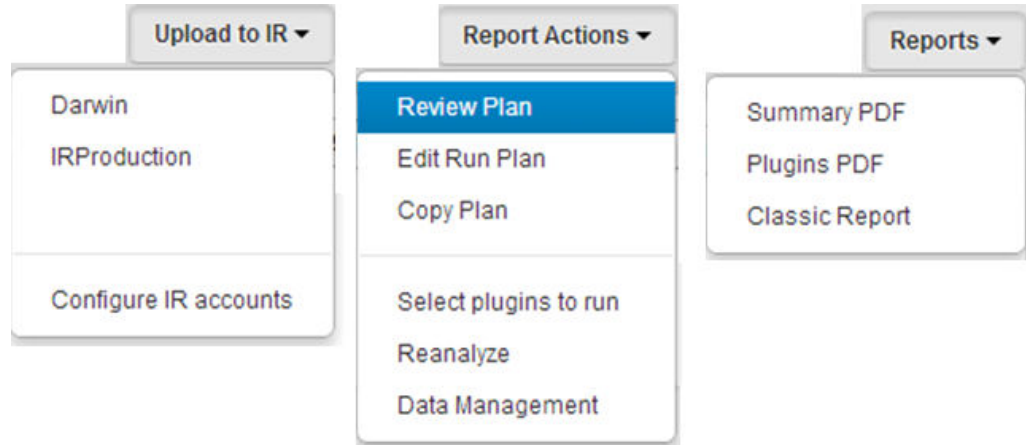 Upload to IR
Darwin
IRProduction
Configure IR accounts
Report Actions
Review Plan
Edit Run Plan
Copy Plan
Select plugins to run
Reanalyze
Data Management
Reports
Summary PDF
Plugins PDF
Classic Report